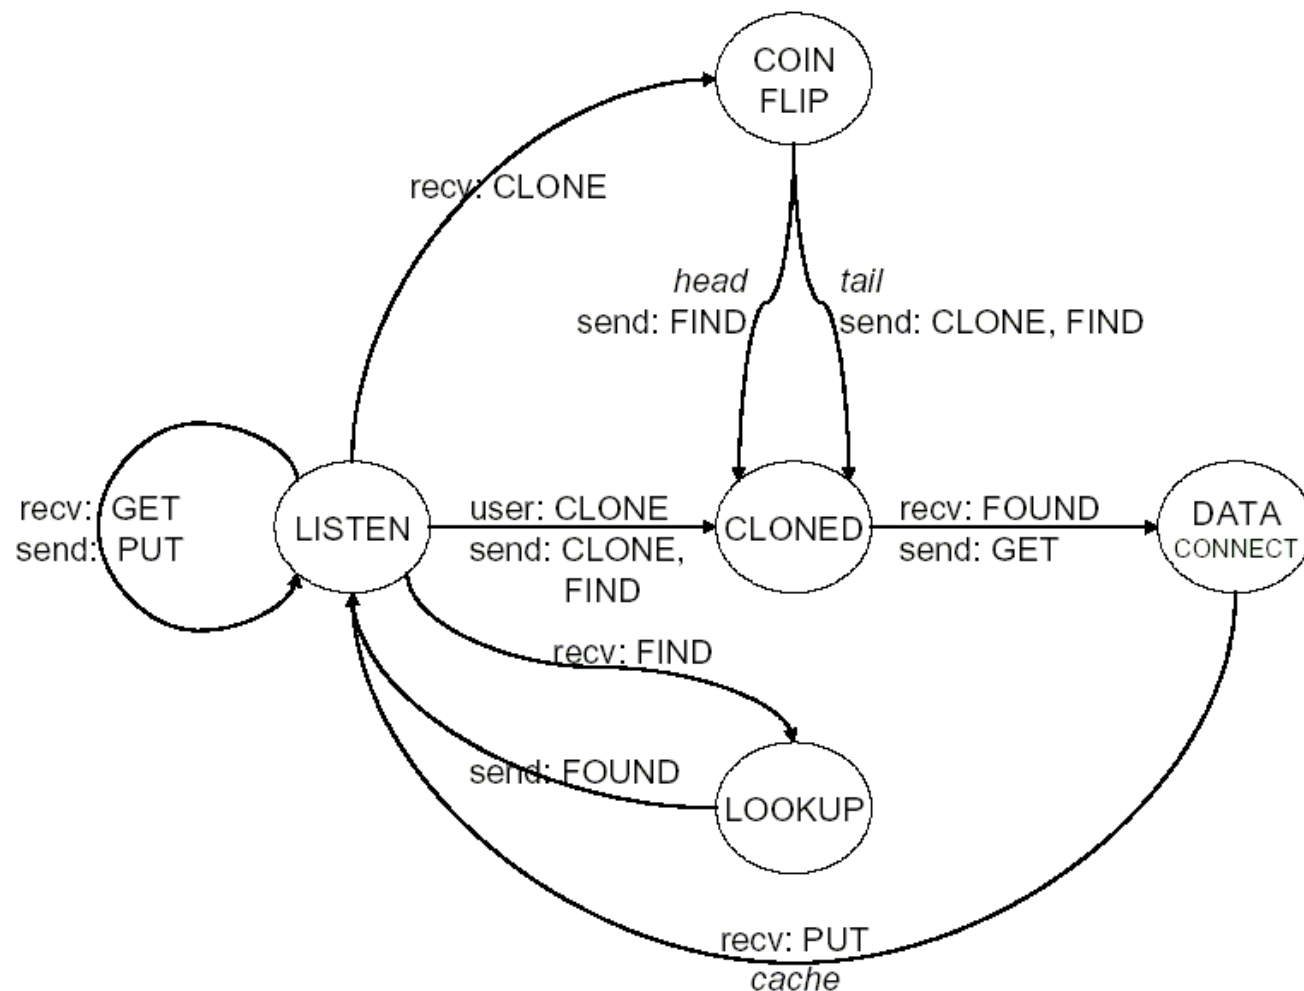 COIN
FLIP
recv: CLONE
head
send: FIND
tail
send: CLONE, FIND
recv: GET
send: PUT
LISTEN
user: CLONE
send: CLONE,
FIND
CLONED
recv: FOUND
send: GET
DATA
CONNECT
recv: FIND
send: FOUND
LOOKUP
recv: PUT
cache